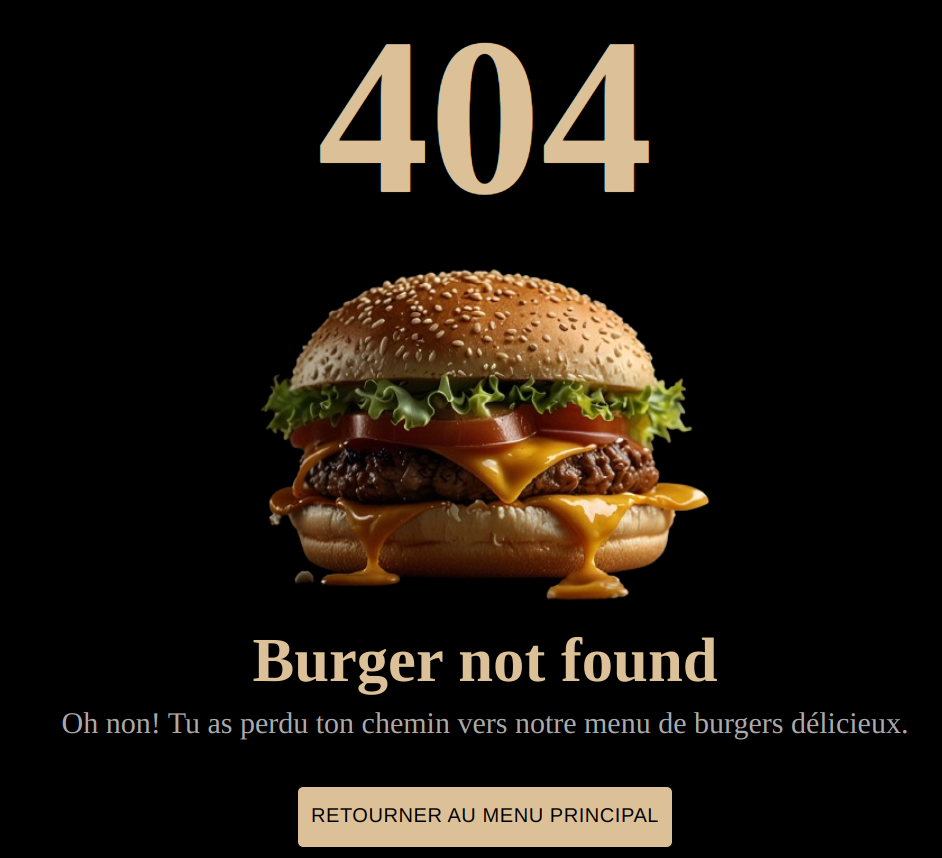 404
Burger not found
Oh non! Tu as perdu ton chemin vers notre menu de burgers délicieux.
RETOURNER AU MENU PRINCIPAL